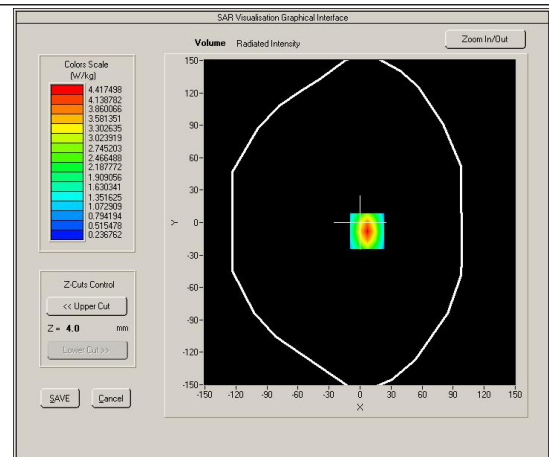 SAR Visualisation Graphical Interface
Volume Radiated Intensity
Zoom In/Out
Colors Scale
(W/kg)
4.417498
4.138782
3.860066
3.581351
3.302635
3.023919
2.745203
2.466488
2.187772
1.909056
1.630341
1.351625
1.072909
0.794194
0.515478
0.236762
Z-Cuts Control
<< Upper Cut
Z = 4.0 mm
Lower Cut >>
SAVE Cancel
150
120
90
60
30
0
-30
-60
-90
-120
-150
Y
-150 -120 -90 -60 -30 0 30 60 90 120 150
X